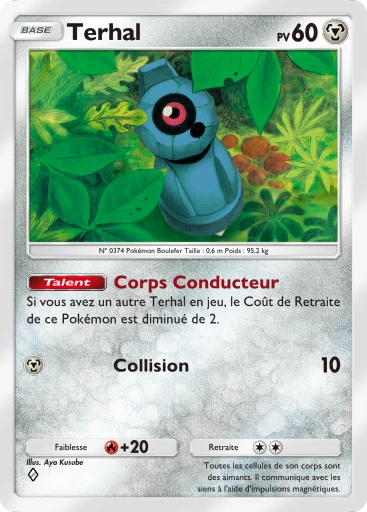 BASE Terhal PV 60
N° 0374 Pokémon Boulefer Taille : 0,6 m Poids : 95,2 kg
Talent Corps Conducteur
Si vous avez un autre Terhal en jeu, le Coût de Retraite
de ce Pokémon est diminué de 2.
Collision 10
Faiblesse +20 Retraite
Illus. Aya Kusube
Toutes les cellules de son corps sont
des aimants. Il communique avec les
siens à l'aide d'impulsions magnétiques.